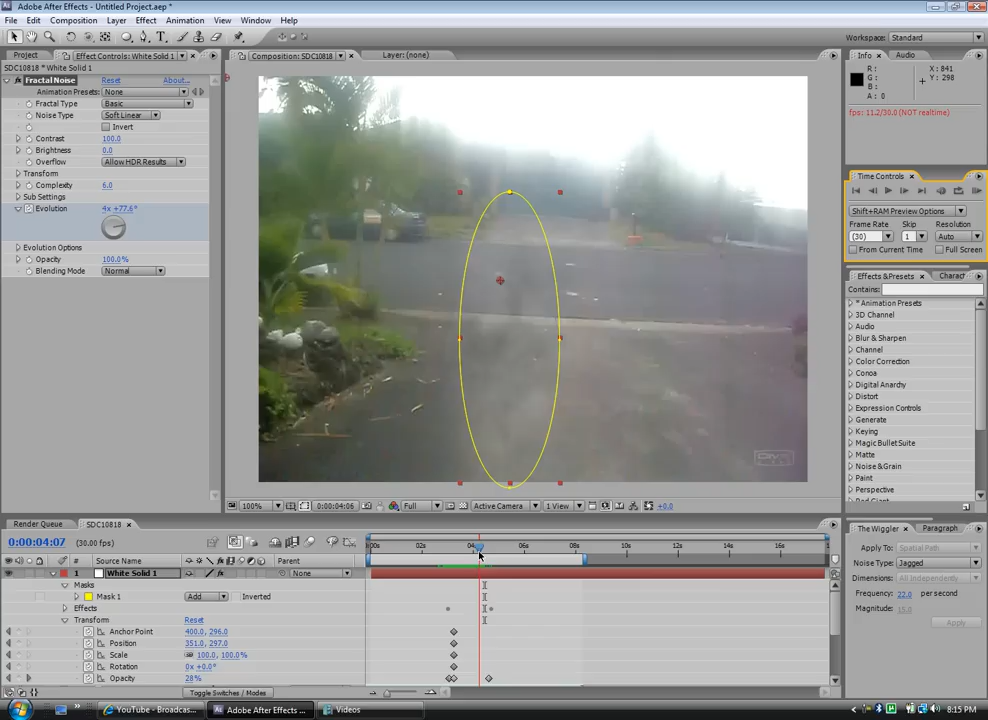 Adobe After Effects - Untitled Project.aep *
File Edit Composition Layer Effect Animation View Window Help
Workspace: Standard
Project Effect Controls: White Solid 1
SDC10818 * White Solid 1
Fractal Noise Reset About...
Animation Presets: None
Fractal Type Basic
Noise Type Soft Linear
Invert
Contrast 100.0
Brightness 0.0
Overflow Allow HDR Results
Transform
Complexity 6.0
Sub Settings
Evolution 4x +77.6°
Evolution Options
Opacity 100.0%
Blending Mode Normal
Composition: SDC10818 Layer: (none)
DivX
100% 0:00:04:06 Full Active Camera 1 View +0.0
Info Audio
R : X : 841
G : Y : 298
B :
A : 0
fps: 11.2/30.0 (NOT realtime)
Time Controls
Shift+RAM Preview Options
Frame Rate Skip Resolution
(30) 1 Auto
From Current Time Full Screen
Effects & Presets Charact
Contains:
* Animation Presets
3D Channel
Audio
Blur & Sharpen
Channel
Color Correction
Conoa
Digital Anarchy
Distort
Expression Controls
Generate
Keying
Magic Bullet Suite
Matte
Noise & Grain
Paint
Perspective
Render Queue SDC10818
0:00:04:07 (30.00 fps)
# Source Name Parent
:00s 02s 04s 06s 08s 10s 12s 14s 16s
1 White Solid 1 None
Masks
Mask 1 Add Inverted
Effects
Transform Reset
Anchor Point 400.0, 296.0
Position 351.0, 297.0
Scale 100.0, 100.0%
Rotation 0x +0.0°
Opacity 28%
Toggle Switches / Modes
The Wiggler Paragraph
Apply To: Spatial Path
Noise Type: Jagged
Dimensions: All Independently
Frequency: 22.0 per second
Magnitude: 15.0
Apply
YouTube - Broadcas... Adobe After Effects ... Videos
8:15 PM